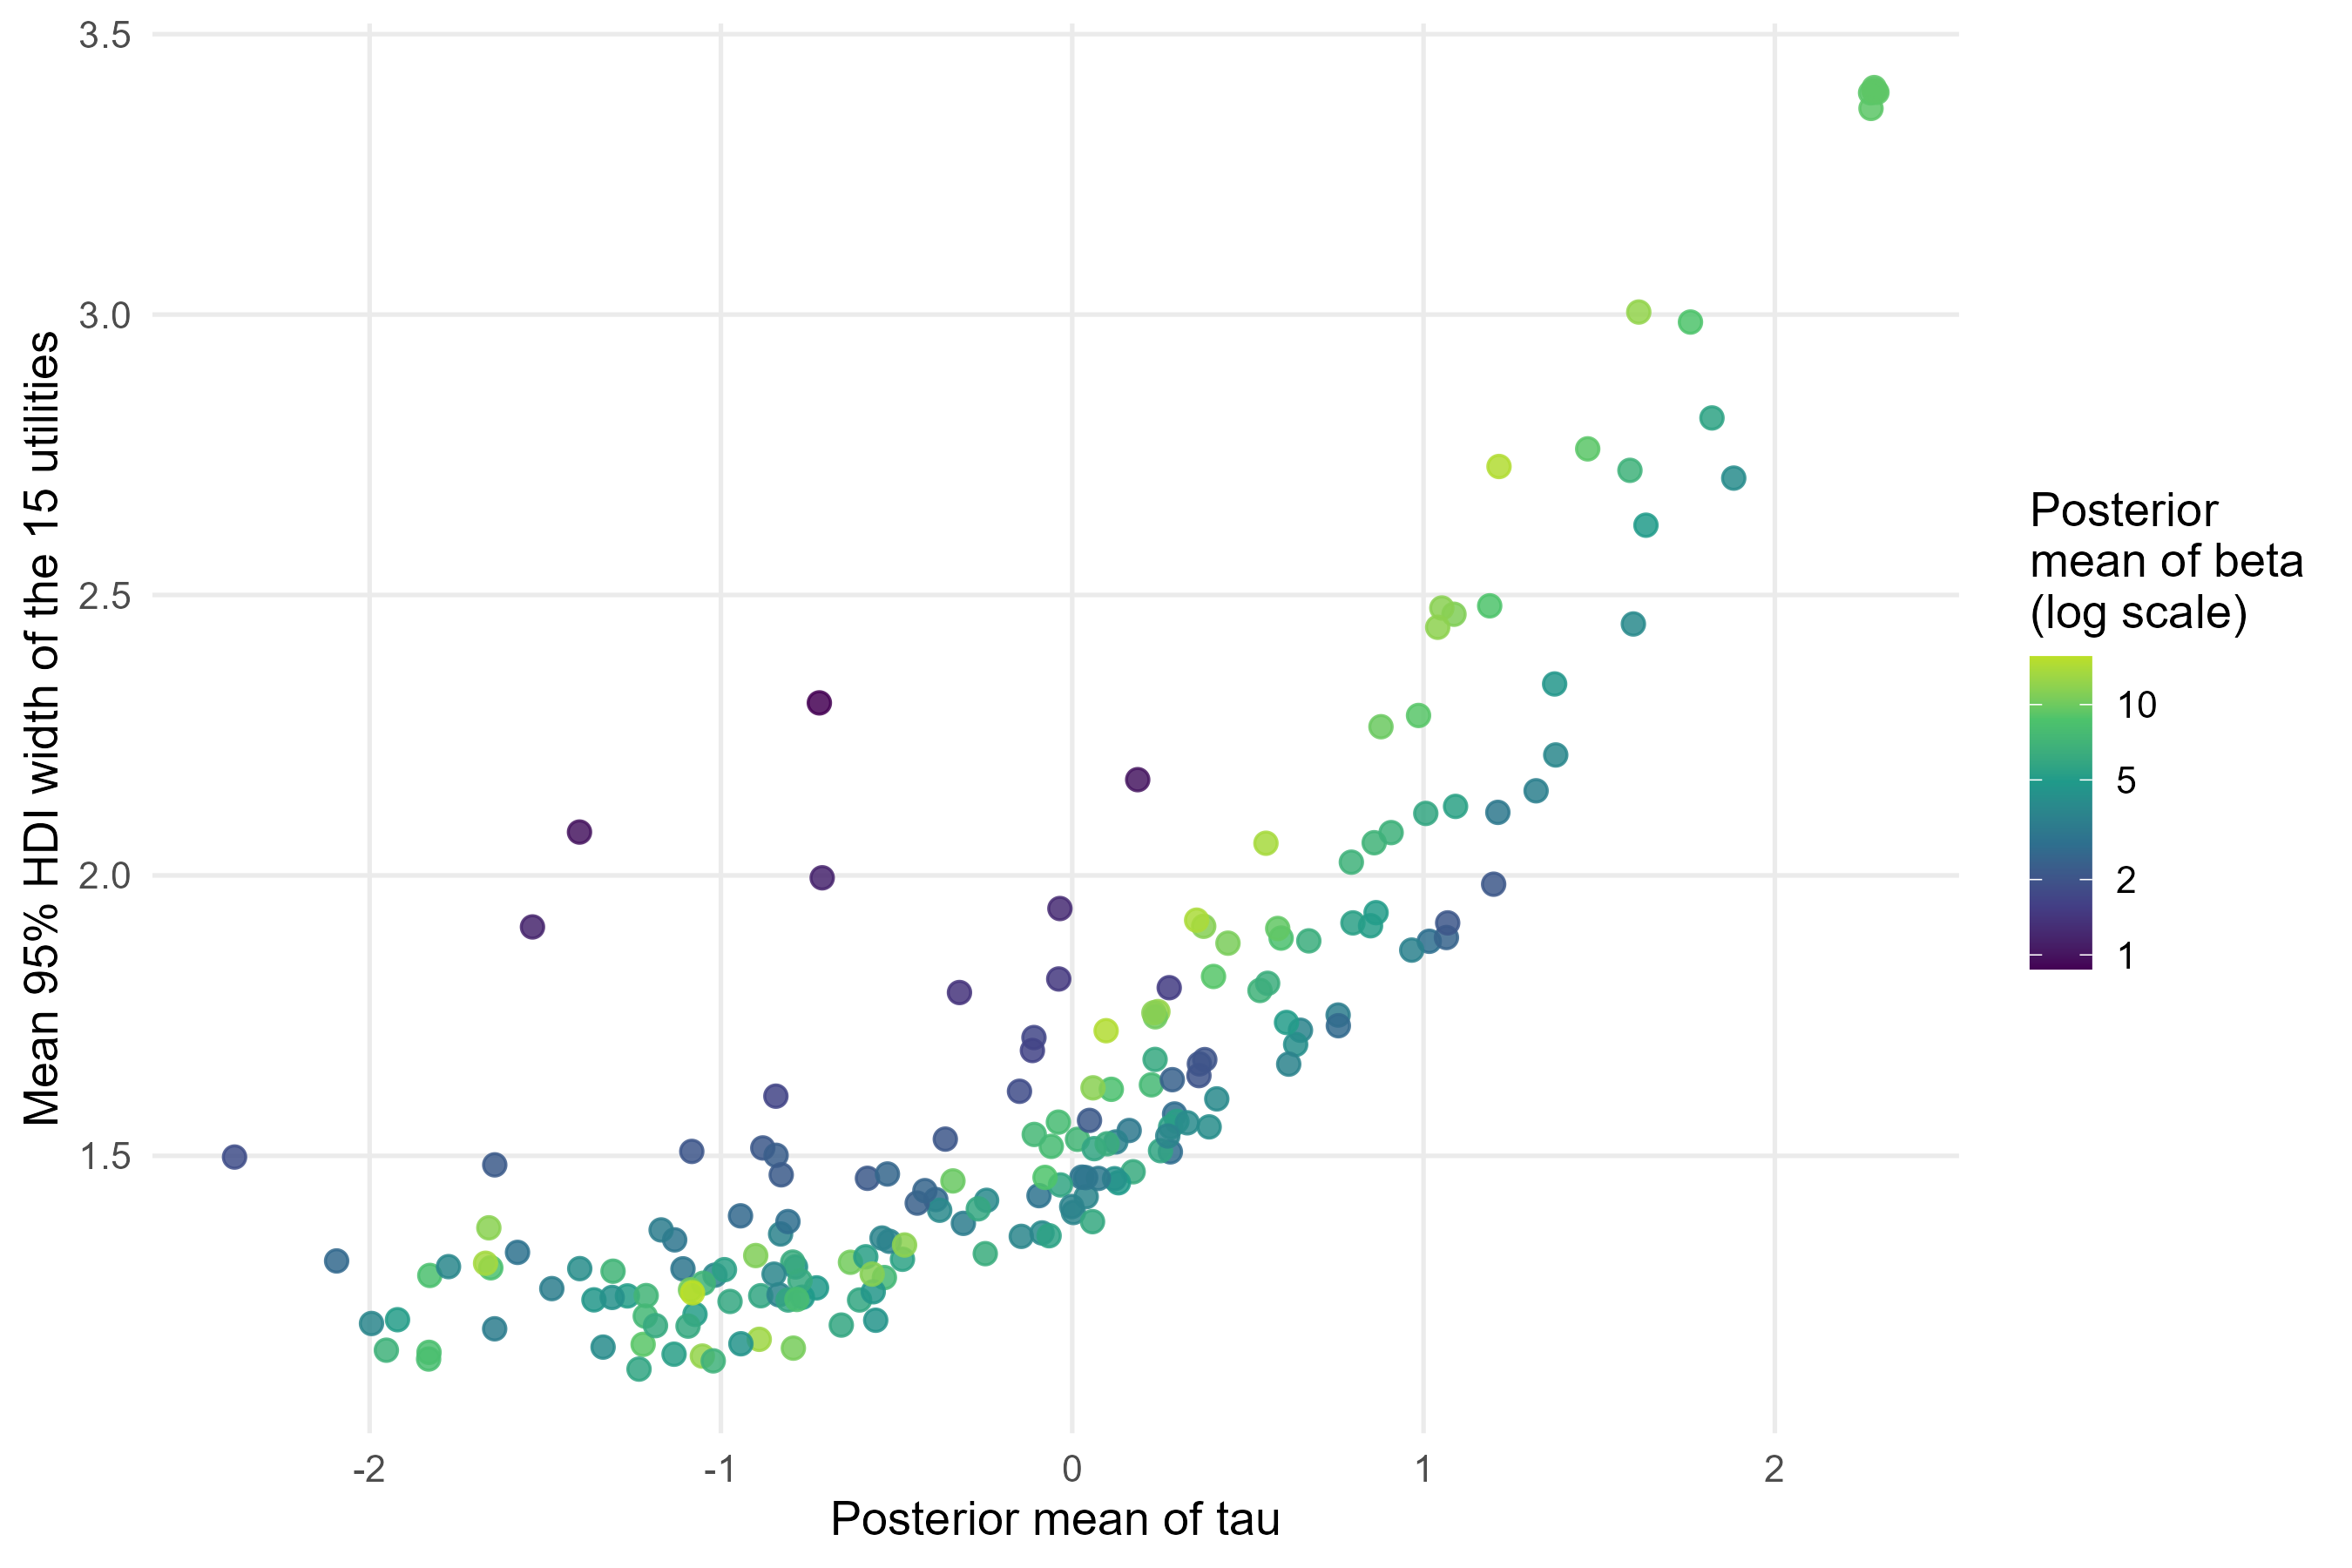 3.5
3.0
2.5
2.0
1.5
Mean 95% HDI width of the 15 utilities
-2
-1
0
1
2
Posterior mean of tau
Posterior
mean of beta
(log scale)
10
5
2
1